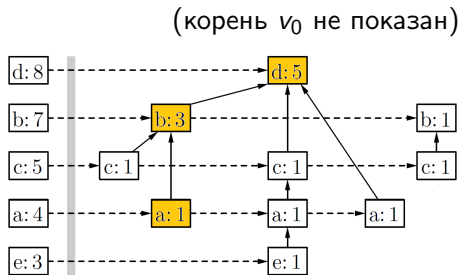 (корень v₀ не показан)
d: 8 d: 5
b: 7 b: 3 b: 1
c: 5 c: 1 c: 1 c: 1
a: 4 a: 1 a: 1 a: 1
e: 3 e: 1